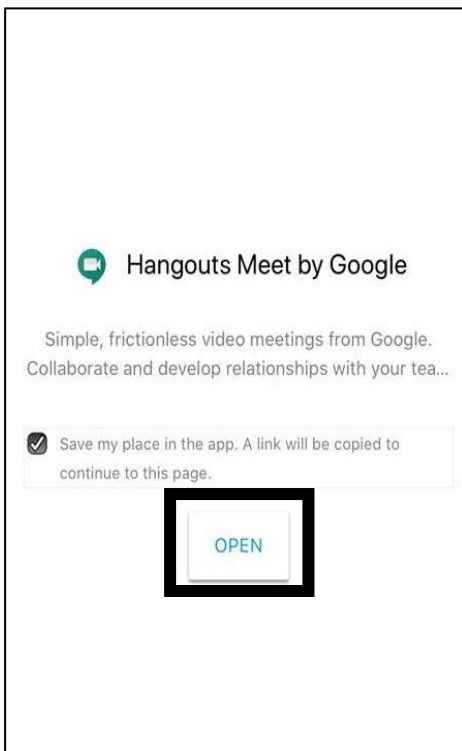 Hangouts Meet by Google
Simple, frictionless video meetings from Google.
Collaborate and develop relationships with your tea...
Save my place in the app. A link will be copied to
continue to this page.
OPEN